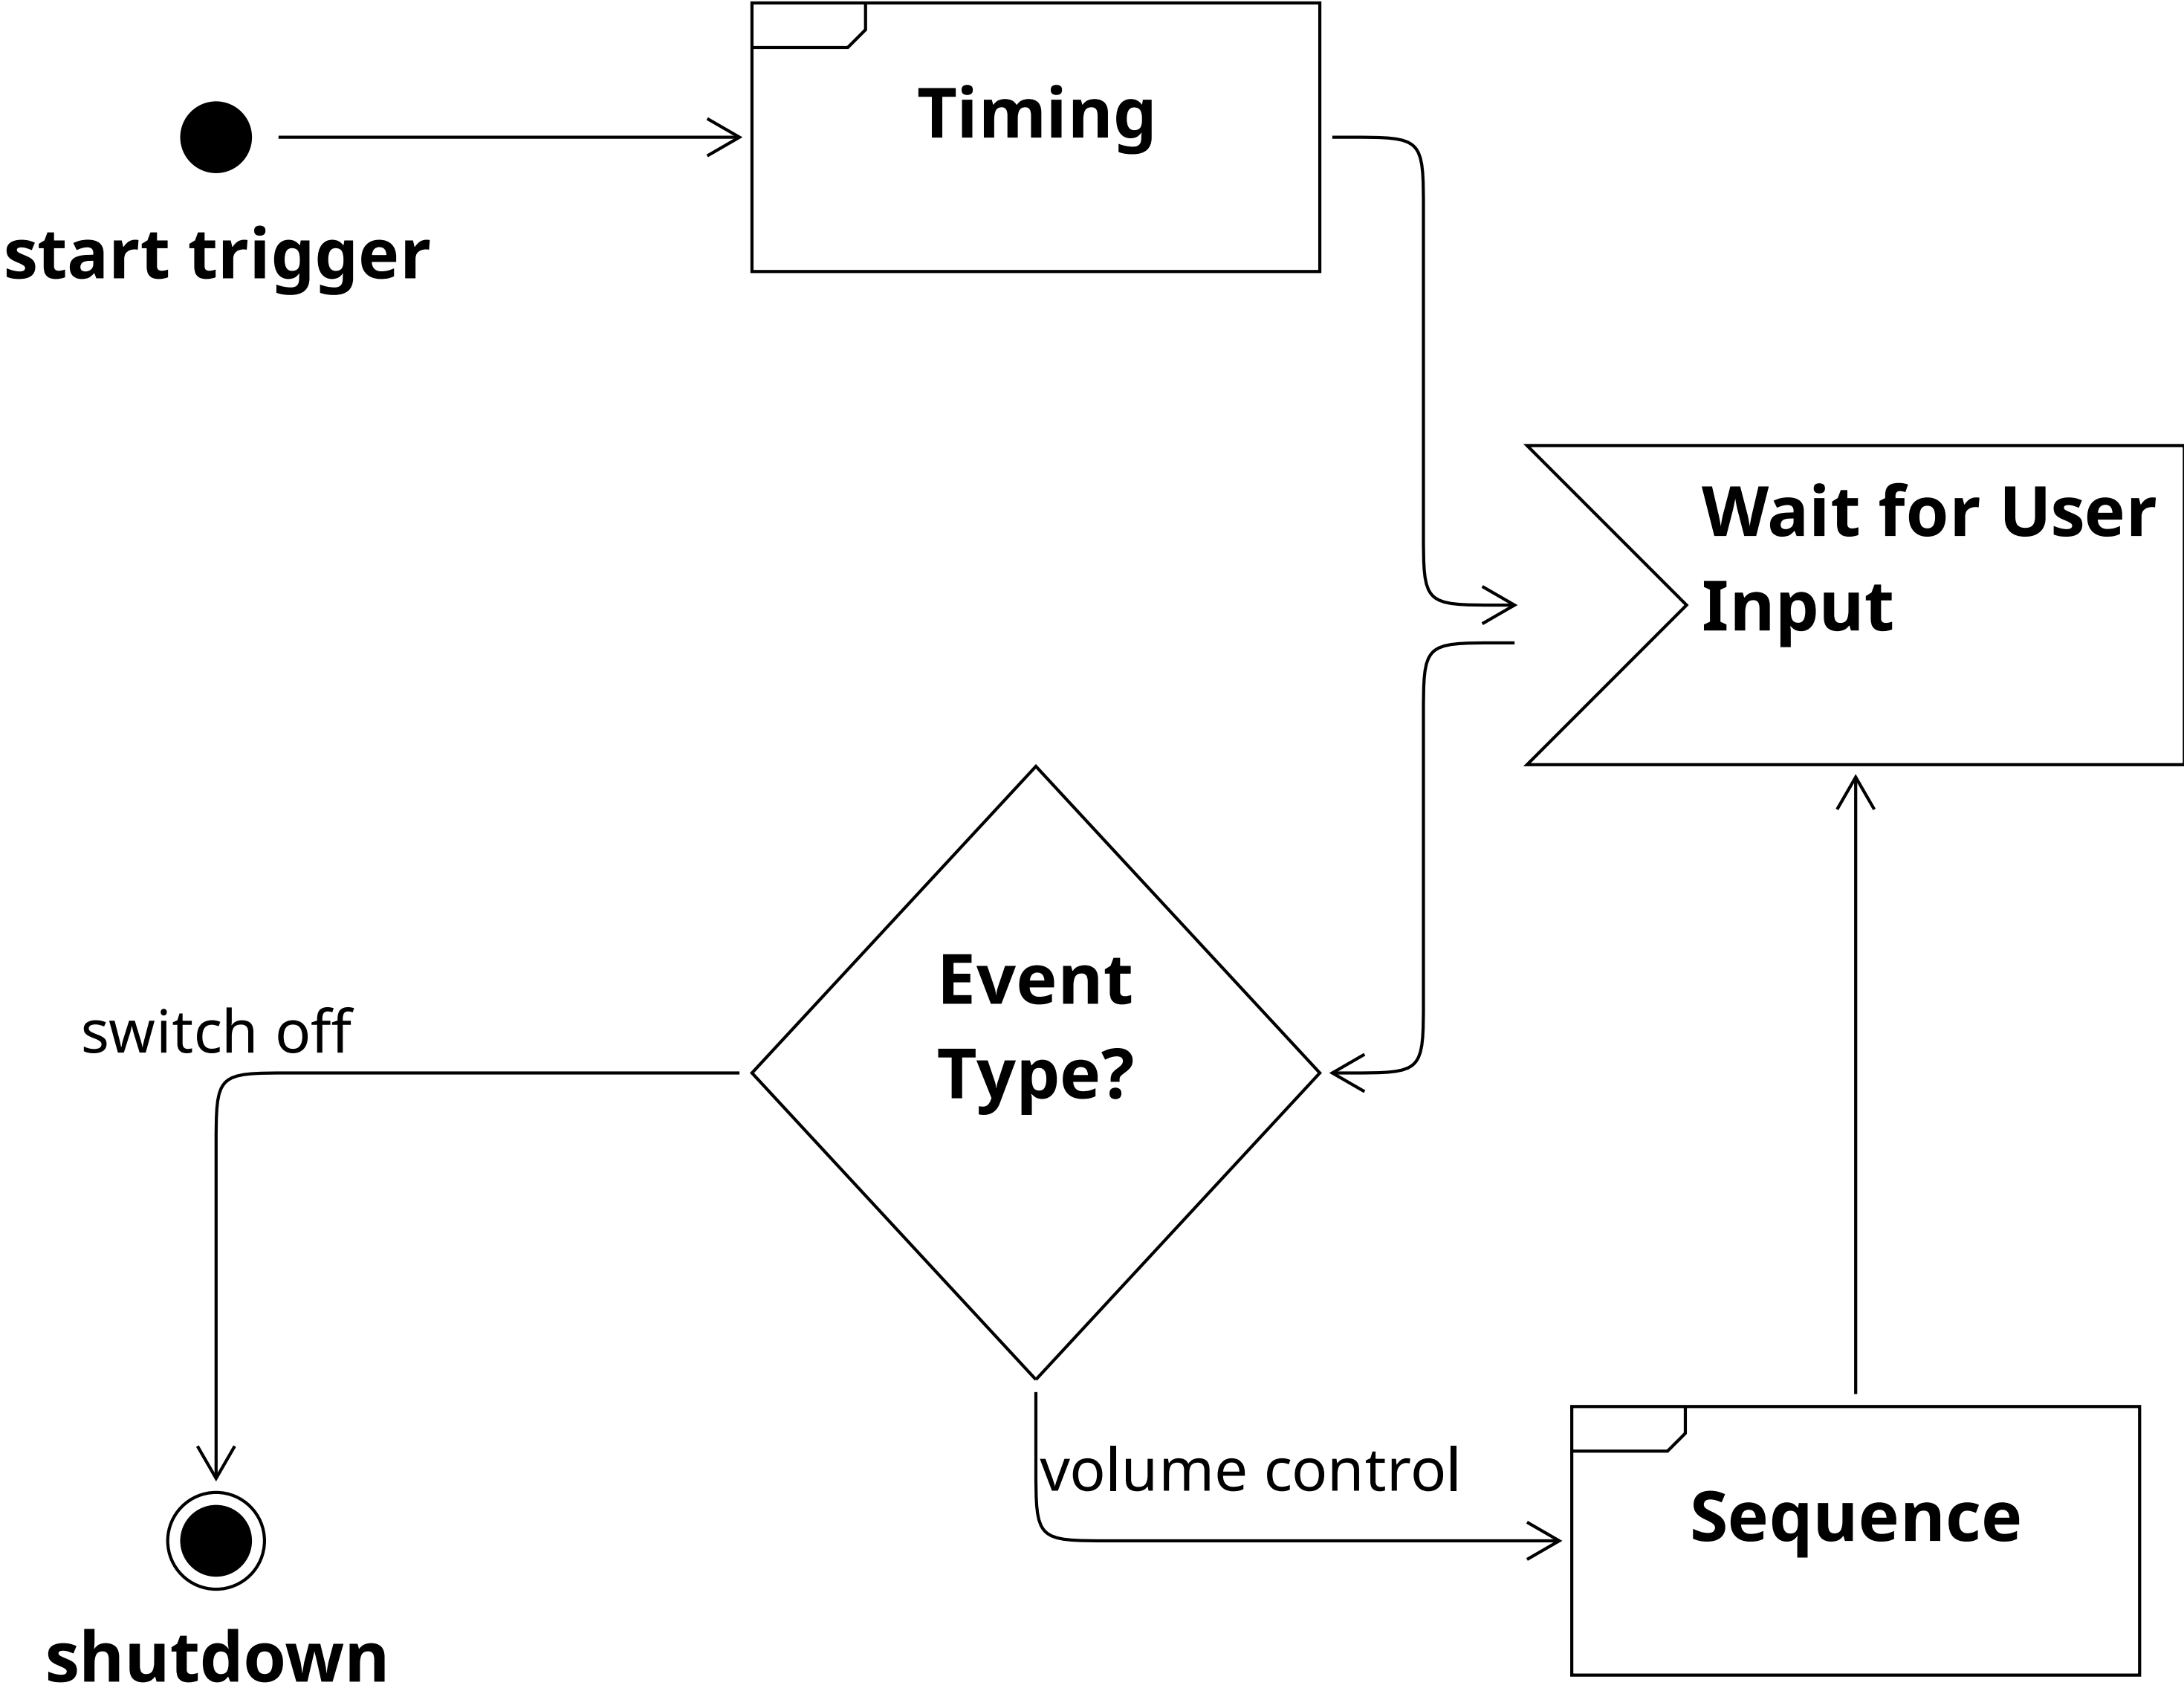 Timing
start trigger
Wait for User
Input
Event
Type?
switch off
volume control
Sequence
shutdown